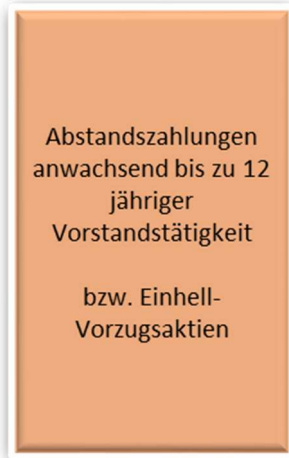 Abstandszahlungen
anwachsend bis zu 12
jähriger
Vorstandstätigkeit
bzw. Einhell-
Vorzugsaktien